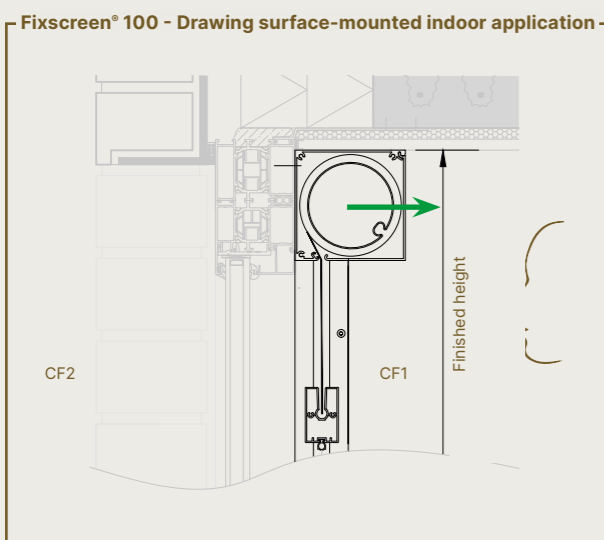 Fixscreen® 100 - Drawing surface-mounted indoor application
Finished height
CF2
CF1